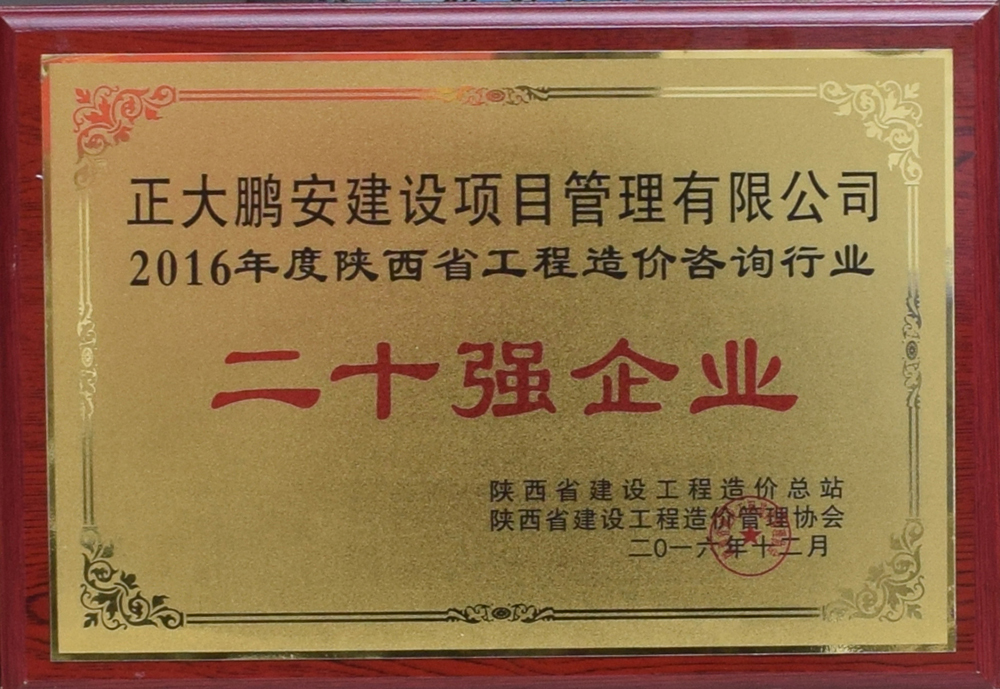 正大鹏安建设项目管理有限公司
2016年度陕西省工程造价咨询行业
二十强企业
陕西省建设工程造价总站
陕西省建设工程造价管理协会
二〇一六年十二月